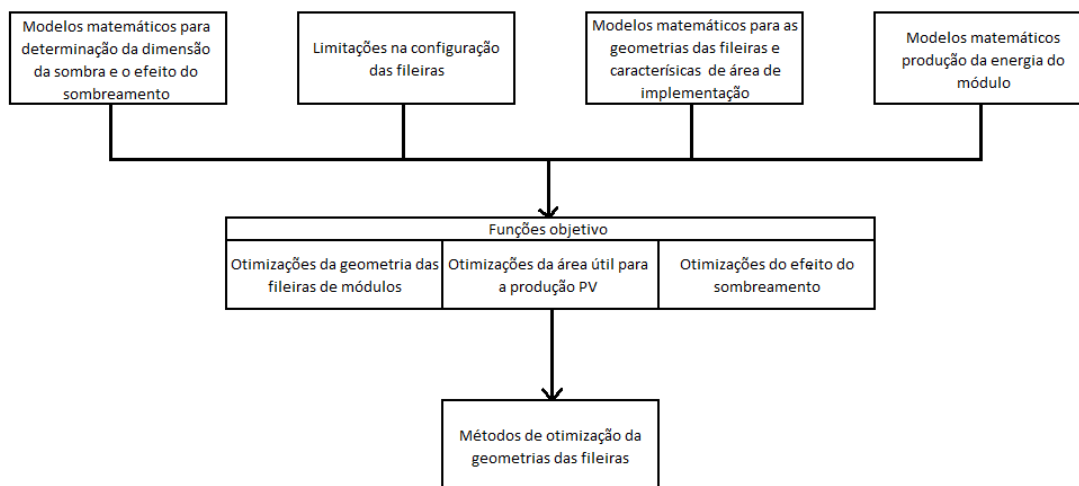 Modelos matemáticos para
determinação da dimensão
da sombra e o efeito do
sombreamento
Limitações na configuração
das fileiras
Modelos matemáticos para as
geometrias das fileiras e
caracterísicas de área de
implementação
Modelos matemáticos
produção da energia do
módulo
Funções objetivo
Otimizações da geometria das
fileiras de módulos
Otimizações da área útil para
a produção PV
Otimizações do efeito do
sombreamento
Métodos de otimização da
geometrias das fileiras